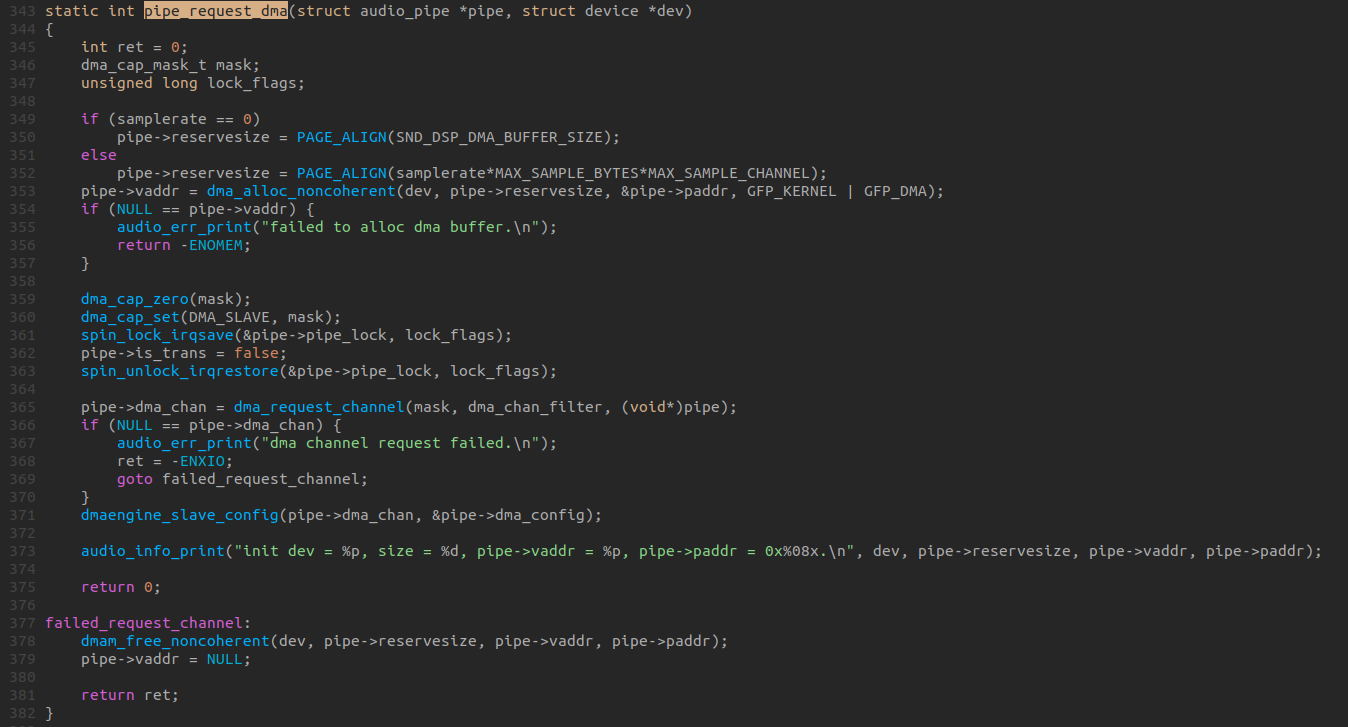 343 static int pipe_request_dma(struct audio_pipe *pipe, struct device *dev)
344 {
345     int ret = 0;
346     dma_cap_mask_t mask;
347     unsigned long lock_flags;
348
349     if (samplerate == 0)
350         pipe->reservesize = PAGE_ALIGN(SND_DSP_DMA_BUFFER_SIZE);
351     else
352         pipe->reservesize = PAGE_ALIGN(samplerate*MAX_SAMPLE_BYTES*MAX_SAMPLE_CHANNEL);
353     pipe->vaddr = dma_alloc_noncoherent(dev, pipe->reservesize, &pipe->paddr, GFP_KERNEL | GFP_DMA);
354     if (NULL == pipe->vaddr) {
355         audio_err_print("failed to alloc dma buffer.\n");
356         return -ENOMEM;
357     }
358
359     dma_cap_zero(mask);
360     dma_cap_set(DMA_SLAVE, mask);
361     spin_lock_irqsave(&pipe->pipe_lock, lock_flags);
362     pipe->is_trans = false;
363     spin_unlock_irqrestore(&pipe->pipe_lock, lock_flags);
364
365     pipe->dma_chan = dma_request_channel(mask, dma_chan_filter, (void*)pipe);
366     if (NULL == pipe->dma_chan) {
367         audio_err_print("dma channel request failed.\n");
368         ret = -ENXIO;
369         goto failed_request_channel;
370     }
371     dmaengine_slave_config(pipe->dma_chan, &pipe->dma_config);
372
373     audio_info_print("init dev = %p, size = %d, pipe->vaddr = %p, pipe->paddr = 0x%08x.\n", dev, pipe->reservesize, pipe->vaddr, pipe->paddr);
374
375     return 0;
376
377 failed_request_channel:
378     dmam_free_noncoherent(dev, pipe->reservesize, pipe->vaddr, pipe->paddr);
379     pipe->vaddr = NULL;
380
381     return ret;
382 }